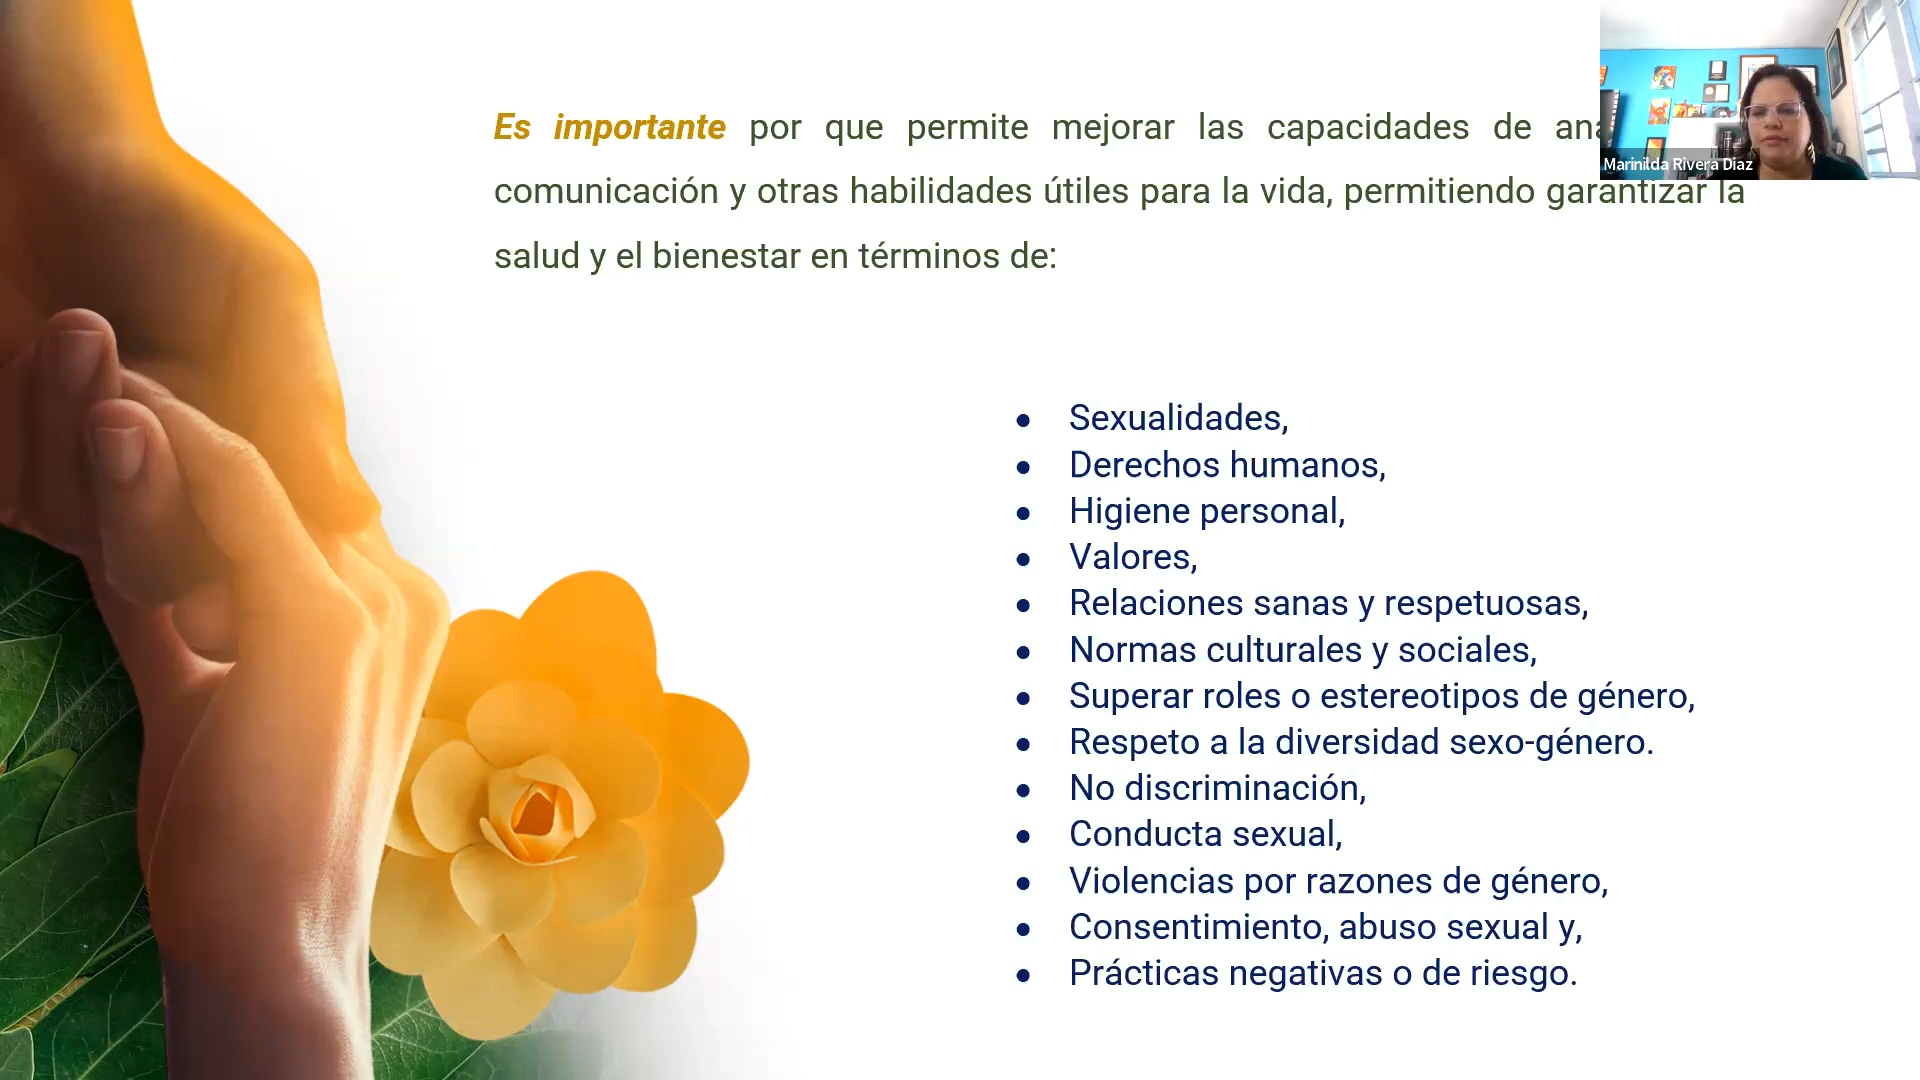 Es importante por que permite mejorar las capacidades de
Marinilda Rivera Diaz
comunicación y otras habilidades útiles para la vida, permitiendo garantizar la
salud y el bienestar en términos de:
• Sexualidades,
• Derechos humanos,
• Higiene personal,
• Valores,
• Relaciones sanas y respetuosas,
• Normas culturales y sociales,
• Superar roles o estereotipos de género,
• Respeto a la diversidad sexo-género.
• No discriminación,
• Conducta sexual,
• Violencias por razones de género,
• Consentimiento, abuso sexual y,
• Prácticas negativas o de riesgo.